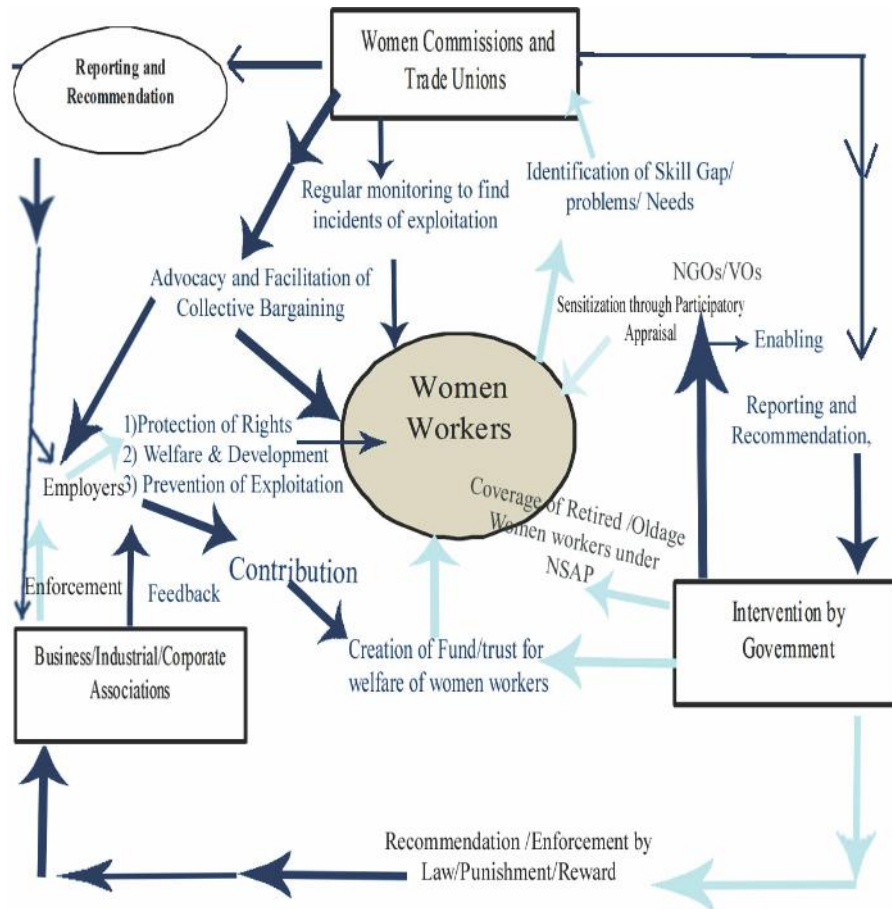 Women Commissions and
Trade Unions
Reporting and
Recommendation
Regular monitoring to find
incidents of exploitation
Identification of Skill Gap/
problems/ Needs
Advocacy and Facilitation of
Collective Bargaining
NGOs/VOs
Sensitization through Participatory
Appraisal
Enabling
Women
Workers
Reporting and
Recommendation,
1)Protection of Rights
2) Welfare & Development
3) Prevention of Exploitation
Employers
Coverage of Retired /Oldage
Women workers under
NSAP
Contribution
Enforcement
Feedback
Business/Industrial/Corporate
Associations
Creation of Fund/trust for
welfare of women workers
Intervention by
Government
Recommendation /Enforcement by
Law/Punishment/Reward